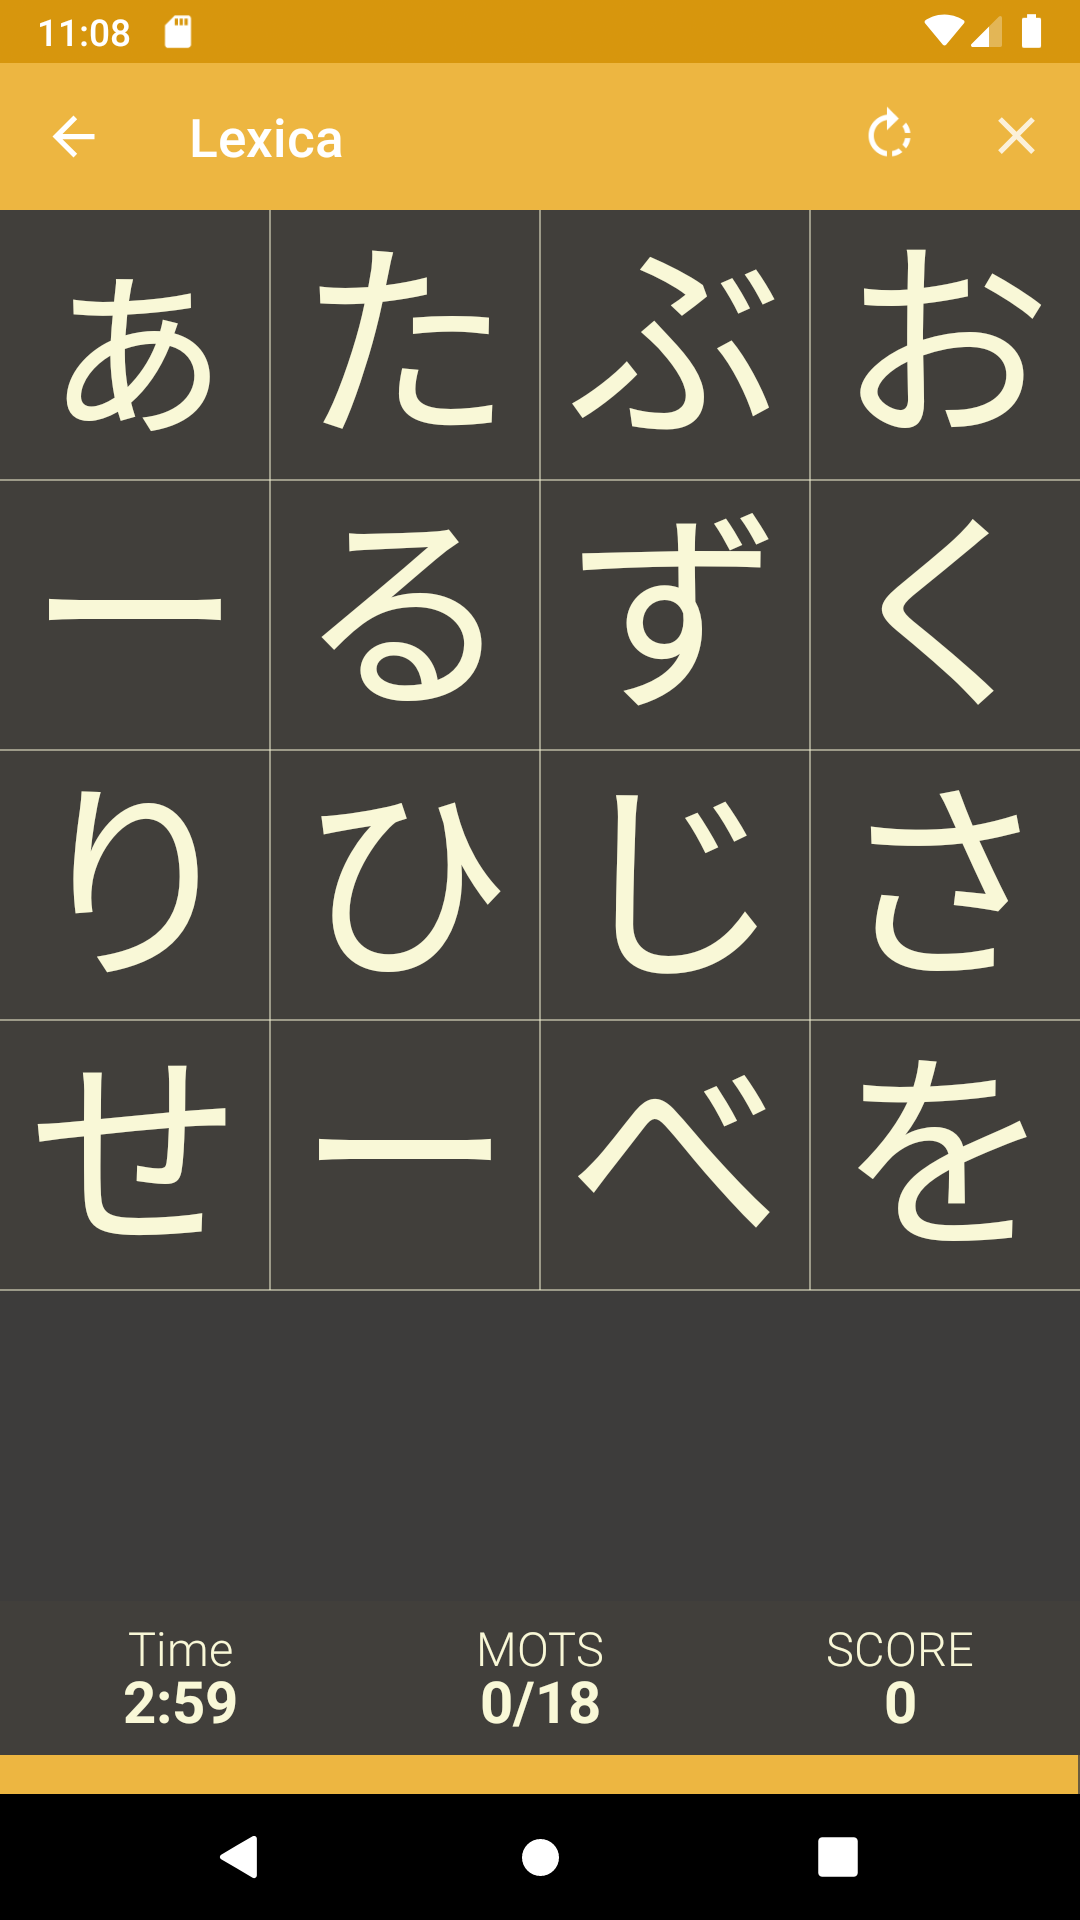 11:08
Lexica
ぁ た ぶ お
ー る ず く
り ひ じ さ
せ ー べ を
Time MOTS SCORE
2:59 0/18 0